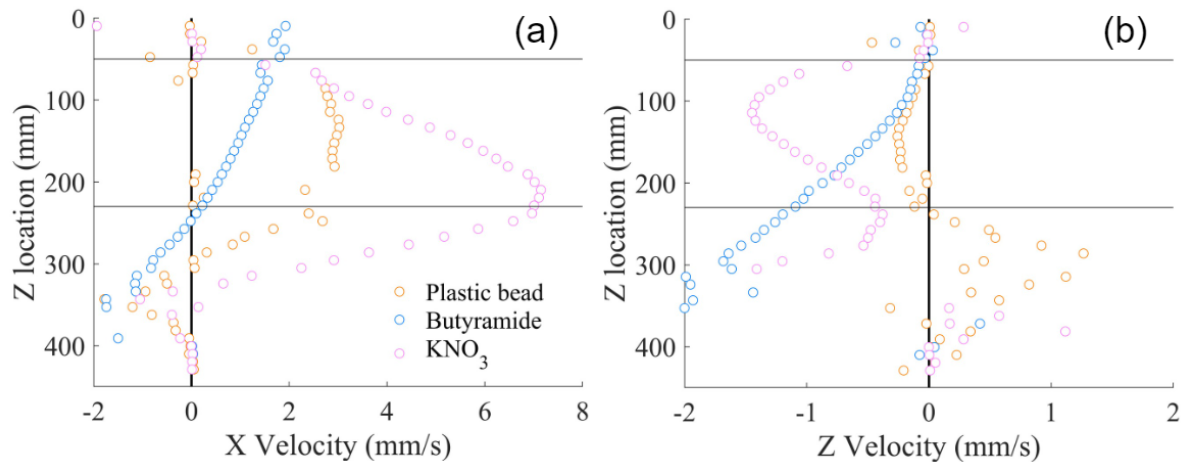 (a)
0
100
200
300
400
Z location (mm)
Plastic bead
Butyramide
KNO₃
-2 0 2 4 6 8
X Velocity (mm/s)
(b)
0
100
200
300
400
Z location (mm)
-2 -1 0 1 2
Z Velocity (mm/s)